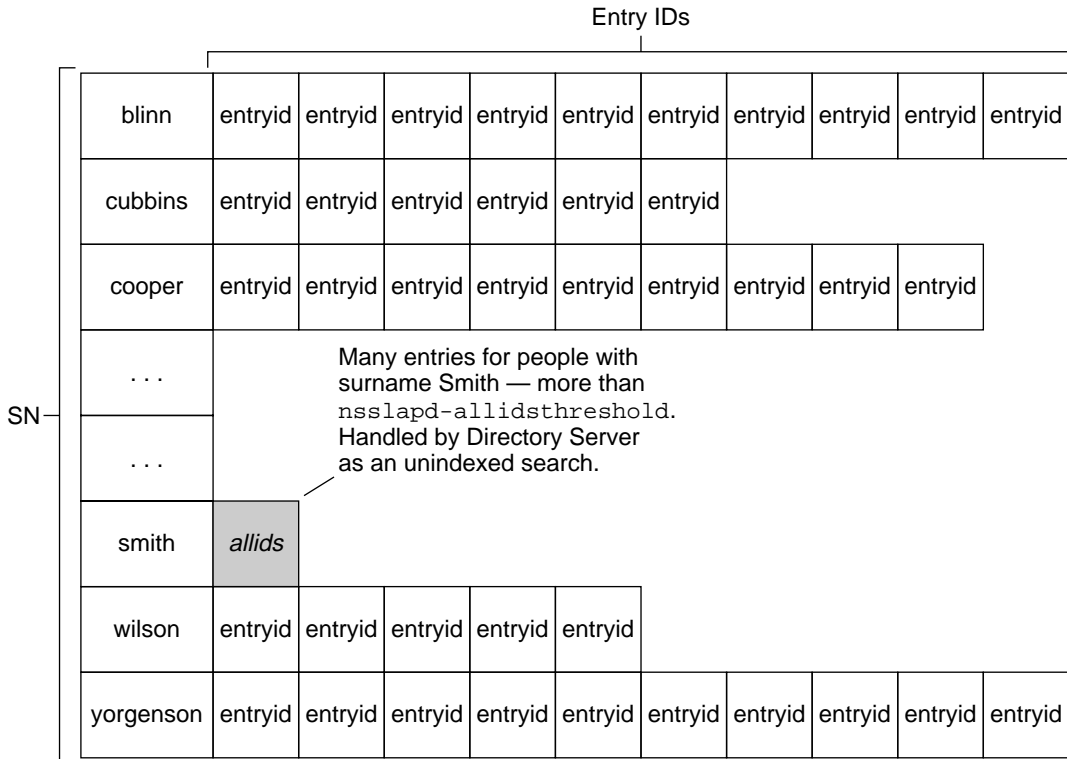 Entry IDs
blinn entryid entryid entryid entryid entryid entryid entryid entryid entryid entryid
cubbins entryid entryid entryid entryid entryid entryid
cooper entryid entryid entryid entryid entryid entryid entryid entryid entryid
. . .
Many entries for people with
surname Smith — more than
nsslapd-allidsthreshold.
Handled by Directory Server
as an unindexed search.
SN
. . .
smith allids
wilson entryid entryid entryid entryid entryid
yorgenson entryid entryid entryid entryid entryid entryid entryid entryid entryid entryid